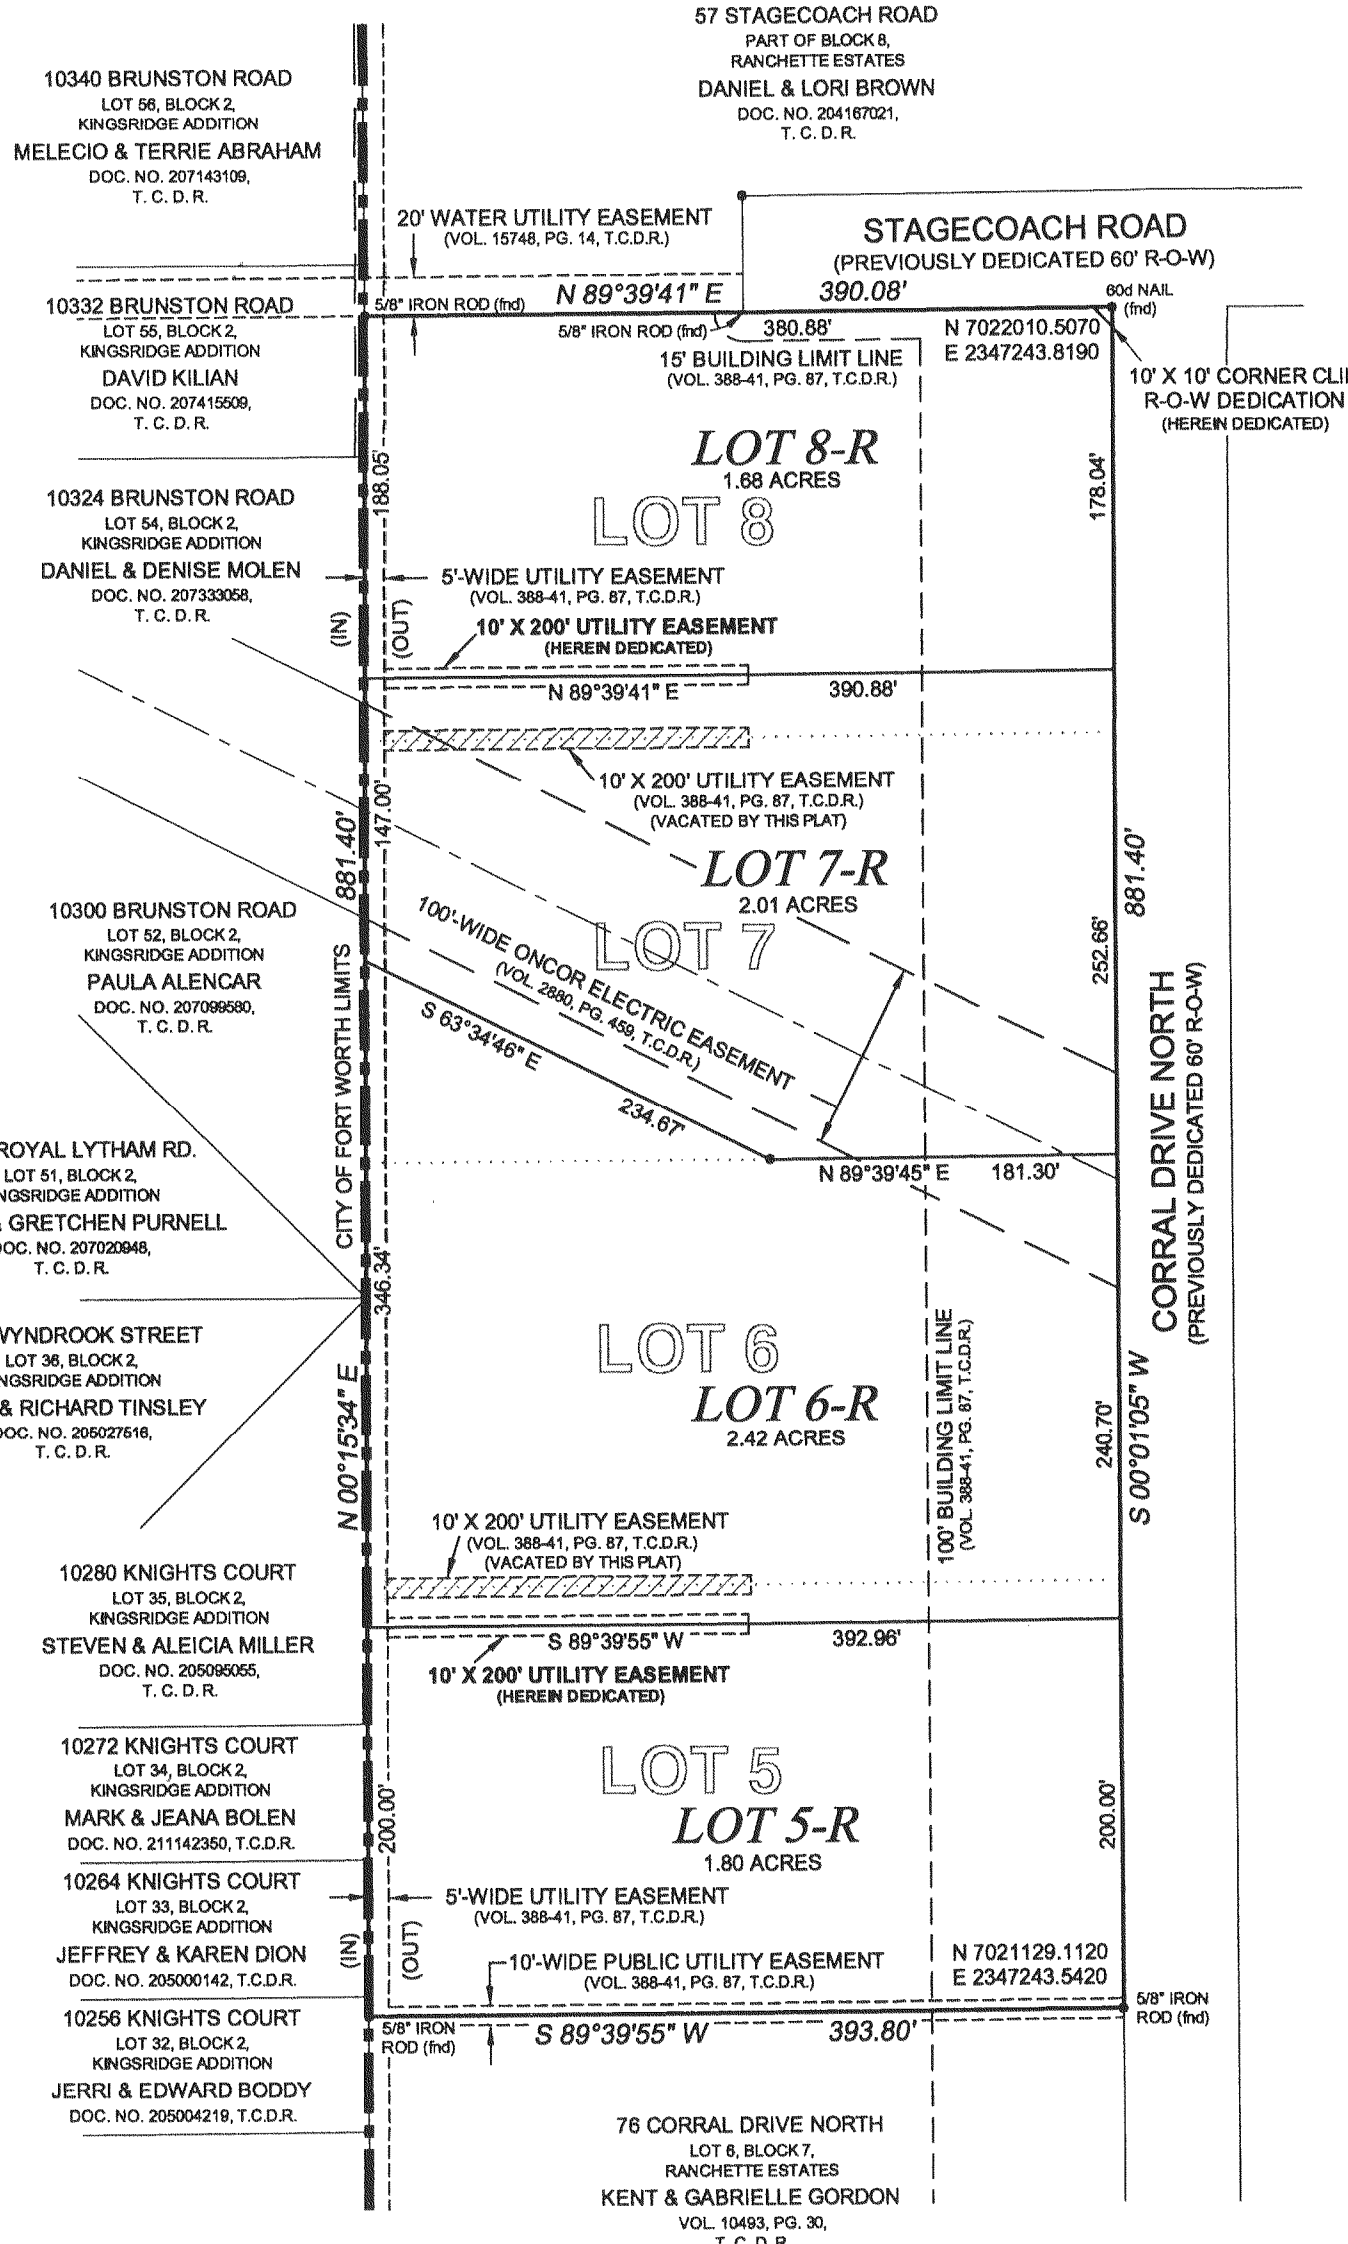 57 STAGECOACH ROAD
PART OF BLOCK 8,
RANCHETTE ESTATES
DANIEL & LORI BROWN
DOC. NO. 204167021,
T. C. D. R.
10340 BRUNSTON ROAD
LOT 56, BLOCK 2,
KINGSRIDGE ADDITION
MELECIO & TERRIE ABRAHAM
DOC. NO. 207143109,
T. C. D. R.
20' WATER UTILITY EASEMENT
(VOL. 15748, PG. 14, T.C.D.R.)
STAGECOACH ROAD
(PREVIOUSLY DEDICATED 60' R-O-W)
10332 BRUNSTON ROAD
LOT 55, BLOCK 2,
KINGSRIDGE ADDITION
DAVID KILIAN
DOC. NO. 207415509,
T. C. D. R.
5/8" IRON ROD (fnd)
N 89°39'41" E
390.08'
60d NAIL
(fnd)
5/8" IRON ROD (fnd)
380.88'
N 7022010.5070
E 2347243.8190
15' BUILDING LIMIT LINE
(VOL. 388-41, PG. 87, T.C.D.R.)
10' X 10' CORNER CLI
R-O-W DEDICATION
(HEREIN DEDICATED)
LOT 8-R
1.68 ACRES
LOT 8
188.05'
178.04'
10324 BRUNSTON ROAD
LOT 54, BLOCK 2,
KINGSRIDGE ADDITION
DANIEL & DENISE MOLEN
DOC. NO. 207333058,
T. C. D. R.
5'-WIDE UTILITY EASEMENT
(VOL. 388-41, PG. 87, T.C.D.R.)
(IN)
(OUT)
10' X 200' UTILITY EASEMENT
(HEREIN DEDICATED)
N 89°39'41" E
390.88'
10' X 200' UTILITY EASEMENT
(VOL. 388-41, PG. 87, T.C.D.R.)
(VACATED BY THIS PLAT)
147.00'
881.40'
LOT 7-R
2.01 ACRES
LOT 7
881.40'
252.66'
10300 BRUNSTON ROAD
LOT 52, BLOCK 2,
KINGSRIDGE ADDITION
PAULA ALENCAR
DOC. NO. 207099580,
T. C. D. R.
100'-WIDE ONCOR ELECTRIC EASEMENT
(VOL. 2880, PG. 459, T.C.D.R.)
S 63°34'46" E
234.67'
CITY OF FORT WORTH LIMITS
N 89°39'45" E
181.30'
CORRAL DRIVE NORTH
(PREVIOUSLY DEDICATED 60' R-O-W)
ROYAL LYTHAM RD.
LOT 51, BLOCK 2,
NGSRIDGE ADDITION
& GRETCHEN PURNELL
DOC. NO. 207020948,
T. C. D. R.
346.34'
WYNDROOK STREET
LOT 36, BLOCK 2,
NGSRIDGE ADDITION
& RICHARD TINSLEY
DOC. NO. 205027516,
T. C. D. R.
N 00°15'34" E
LOT 6
LOT 6-R
2.42 ACRES
100' BUILDING LIMIT LINE
(VOL. 388-41, PG. 87, T.C.D.R.)
240.70'
S 00°01'05" W
10' X 200' UTILITY EASEMENT
(VOL. 388-41, PG. 87, T.C.D.R.)
(VACATED BY THIS PLAT)
10280 KNIGHTS COURT
LOT 35, BLOCK 2,
KINGSRIDGE ADDITION
STEVEN & ALEICIA MILLER
DOC. NO. 205095055,
T. C. D. R.
S 89°39'55" W
392.96'
10' X 200' UTILITY EASEMENT
(HEREIN DEDICATED)
10272 KNIGHTS COURT
LOT 34, BLOCK 2,
KINGSRIDGE ADDITION
MARK & JEANA BOLEN
DOC. NO. 211142350, T.C.D.R.
LOT 5
LOT 5-R
1.80 ACRES
200.00'
200.00'
10264 KNIGHTS COURT
LOT 33, BLOCK 2,
KINGSRIDGE ADDITION
JEFFREY & KAREN DION
DOC. NO. 205000142, T.C.D.R.
5'-WIDE UTILITY EASEMENT
(VOL. 388-41, PG. 87, T.C.D.R.)
(IN)
(OUT)
10'-WIDE PUBLIC UTILITY EASEMENT
(VOL. 388-41, PG. 87, T.C.D.R.)
N 7021129.1120
E 2347243.5420
10256 KNIGHTS COURT
LOT 32, BLOCK 2,
KINGSRIDGE ADDITION
JERRI & EDWARD BODDY
DOC. NO. 205004219, T.C.D.R.
5/8" IRON
ROD (fnd)
S 89°39'55" W
393.80'
5/8" IRON
ROD (fnd)
76 CORRAL DRIVE NORTH
LOT 6, BLOCK 7,
RANCHETTE ESTATES
KENT & GABRIELLE GORDON
VOL. 10493, PG. 30,
T. C. D. R.